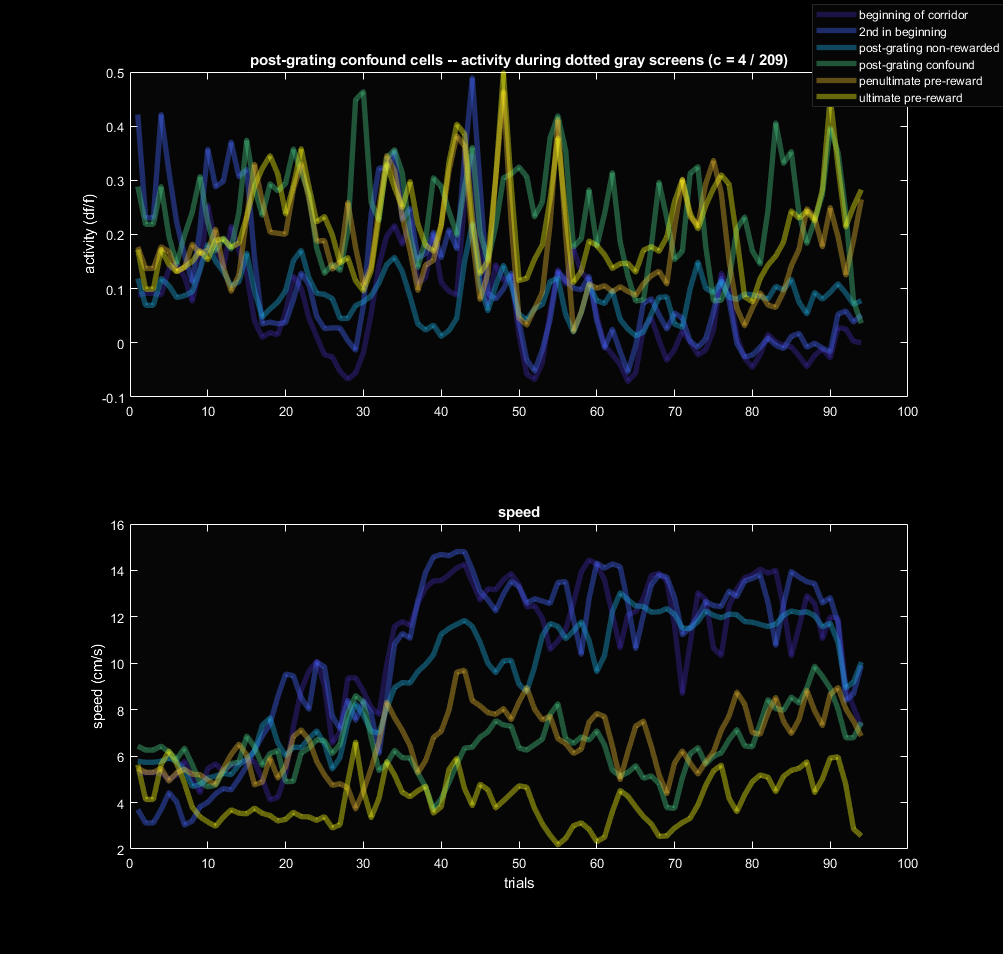 beginning of corridor
2nd in beginning
post-grating non-rewarded
post-grating confound
penultimate pre-reward
ultimate pre-reward
post-grating confound cells -- activity during dotted gray screens (c = 4 / 209)
0.5
0.4
0.3
0.2
0.1
0
-0.1
activity (df/f)
0 10 20 30 40 50 60 70 80 90 100
speed
16
14
12
10
8
6
4
2
speed (cm/s)
0 10 20 30 40 50 60 70 80 90 100
trials